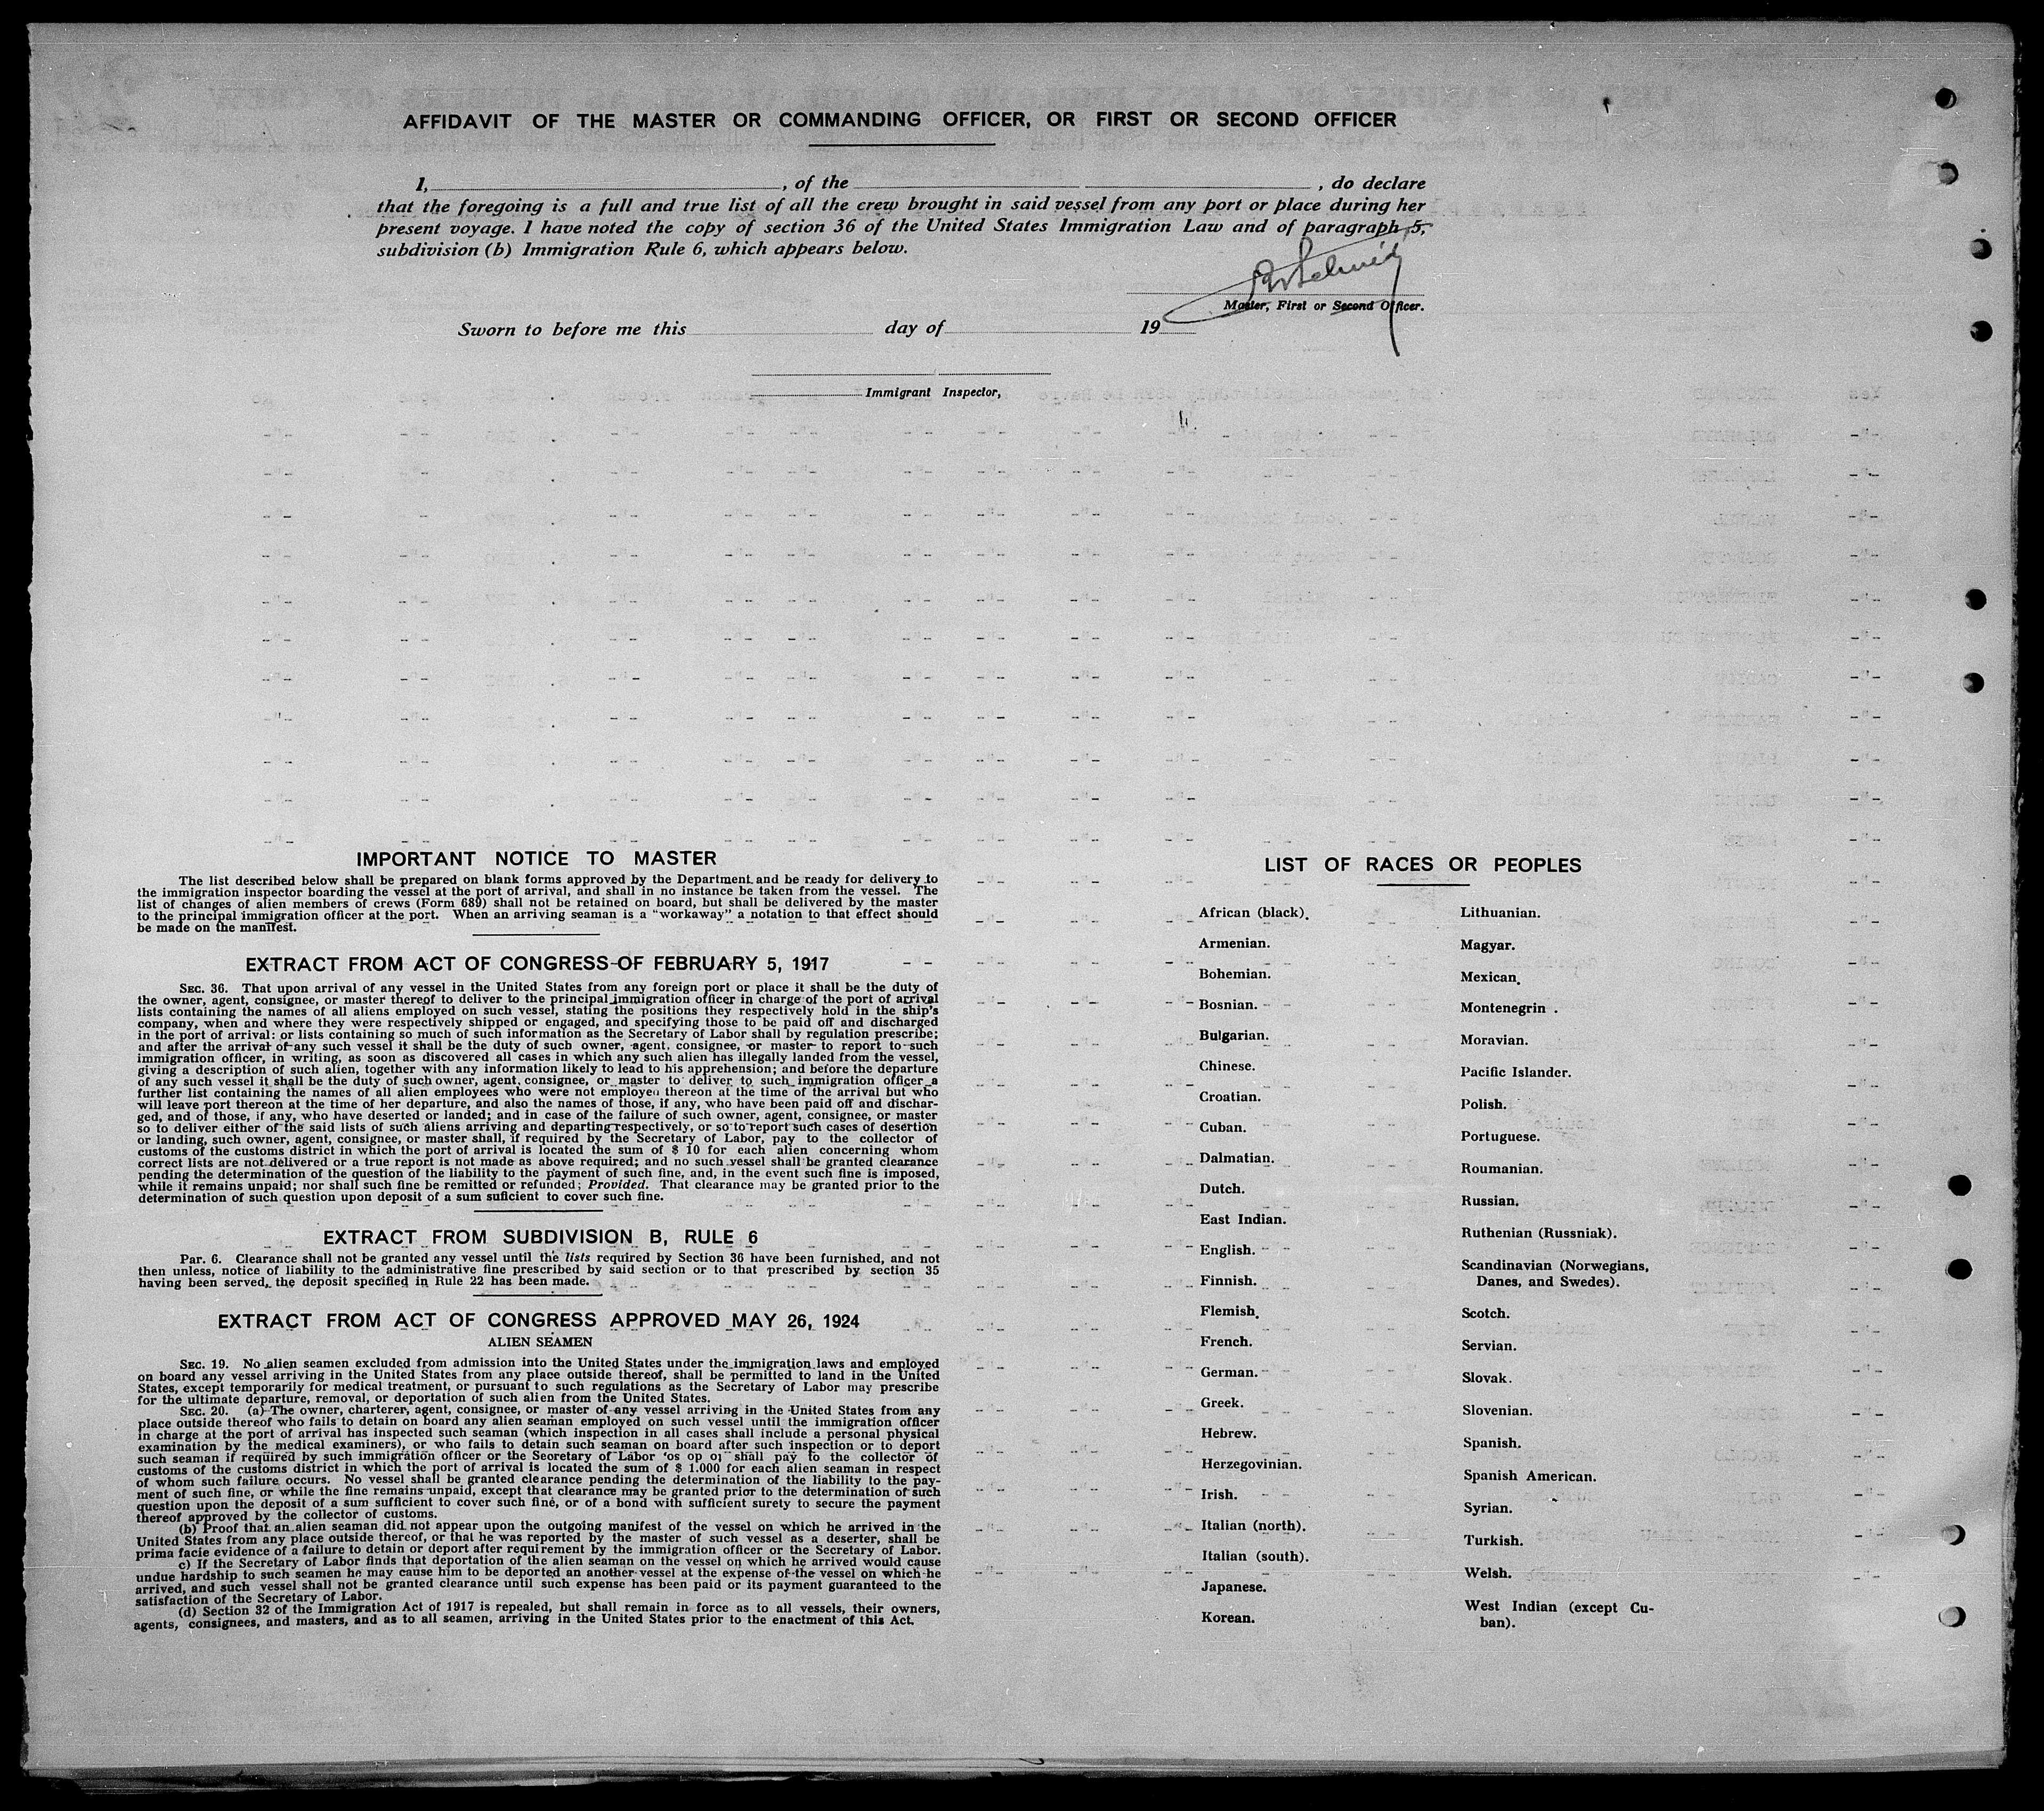 AFFIDAVIT OF THE MASTER OR COMMANDING OFFICER, OR FIRST OR SECOND OFFICER
I, , of the , do declare
that the foregoing is a full and true list of all the crew brought in said vessel from any port or place during her
present voyage. I have noted the copy of section 36 of the United States Immigration Law and of paragraph 5,
subdivision (b) Immigration Rule 6, which appears below.
Master, First or Second Officer.
Sworn to before me this day of 19
Immigrant Inspector,
IMPORTANT NOTICE TO MASTER
The list described below shall be prepared on blank forms approved by the Department and be ready for delivery to
the immigration inspector boarding the vessel at the port of arrival, and shall in no instance be taken from the vessel. The
list of changes of alien members of crews (Form 689) shall not be retained on board, but shall be delivered by the master
to the principal immigration officer at the port. When an arriving seaman is a "workaway" a notation to that effect should
be made on the manifest.
EXTRACT FROM ACT OF CONGRESS OF FEBRUARY 5, 1917
SEC. 36. That upon arrival of any vessel in the United States from any foreign port or place it shall be the duty of
the owner, agent, consignee, or master thereof to deliver to the principal immigration officer in charge of the port of arrival
lists containing the names of all aliens employed on such vessel, stating the positions they respectively hold in the ship's
company, when and where they were respectively shipped or engaged, and specifying those to be paid off and discharged
in the port of arrival: or lists containing so much of such information as the Secretary of Labor shall by regulation prescribe;
and after the arrival of any such vessel it shall be the duty of such owner, agent, consignee, or master to report to such
immigration officer, in writing, as soon as discovered all cases in which any such alien has illegally landed from the vessel,
giving a description of such alien, together with any information likely to lead to his apprehension; and before the departure
of any such vessel it shall be the duty of such owner, agent, consignee, or master to deliver to such immigration officer a
further list containing the names of all alien employees who were not employed thereon at the time of the arrival but who
will leave port thereon at the time of her departure, and also the names of those, if any, who have been paid off and dischar-
ged, and of those, if any, who have deserted or landed; and in case of the failure of such owner, agent, consignee, or master
so to deliver either of the said lists of such aliens arriving and departing respectively, or so to report such cases of desertion
or landing, such owner, agent, consignee, or master shall, if required by the Secretary of Labor, pay to the collector of
customs of the customs district in which the port of arrival is located the sum of $ 10 for each alien concerning whom
correct lists are not delivered or a true report is not made as above required; and no such vessel shall be granted clearance
pending the determination of the question of the liability to the payment of such fine, and, in the event such fine is imposed,
while it remains unpaid; nor shall such fine be remitted or refunded; Provided. That clearance may be granted prior to the
determination of such question upon deposit of a sum suficient to cover such fine.
EXTRACT FROM SUBDIVISION B, RULE 6
Par. 6. Clearance shall not be granted any vessel until the lists required by Section 36 have been furnished, and not
then unless, notice of liability to the administrative fine prescribed by said section or to that prescribed by section 35
having been served, the deposit specified in Rule 22 has been made.
EXTRACT FROM ACT OF CONGRESS APPROVED MAY 26, 1924
ALIEN SEAMEN
SEC. 19. No alien seamen excluded from admission into the United States under the immigration laws and employed
on board any vessel arriving in the United States from any place outside thereof, shall be permitted to land in the United
States, except temporarily for medical treatment, or pursuant to such regulations as the Secretary of Labor may prescribe
for the ultimate departure, removal, or deportation of such alien from the United States.
SEC. 20. (a) The owner, charterer, agent, consignee, or master of any vessel arriving in the United States from any
place outside thereof who fails to detain on board any alien seaman employed on such vessel until the immigration officer
in charge at the port of arrival has inspected such seaman (which inspection in all cases shall include a personal physical
examination by the medical examiners), or who fails to detain such seaman on board after such inspection or to deport
such seaman if required by such immigration officer or the Secretary of Labor 'os op oj shall pay to the collector of
customs of the customs district in which the port of arrival is located the sum of $ 1.000 for each alien seaman in respect
of whom such failure occurs. No vessel shall be granted clearance pending the determination of the liability to the pay-
ment of such fine, or while the fine remains unpaid, except that clearance may be granted prior to the determination of such
question upon the deposit of a sum sufficient to cover such fine, or of a bond with sufficient surety to secure the payment
thereof approved by the collector of customs.
(b) Proof that an alien seaman did not appear upon the outgoing manifest of the vessel on which he arrived in the
United States from any place outside thereof, or that he was reported by the master of such vessel as a deserter, shall be
prima facie evidence of a failure to detain or deport after requirement by the immigration officer or the Secretary of Labor.
c) If the Secretary of Labor finds that deportation of the alien seaman on the vessel on which he arrived would cause
undue hardship to such seamen he may cause him to be deported an another vessel at the expense of the vessel on which he
arrived, and such vessel shall not be granted clearance until such expense has been paid or its payment guaranteed to the
satisfaction of the Secretary of Labor.
(d) Section 32 of the Immigration Act of 1917 is repealed, but shall remain in force as to all vessels, their owners,
agents, consignees, and masters, and as to all seamen, arriving in the United States prior to the enactment of this Act.
LIST OF RACES OR PEOPLES
African (black).
Armenian.
Bohemian.
Bosnian.
Bulgarian.
Chinese.
Croatian.
Cuban.
Dalmatian.
Dutch.
East Indian.
English.
Finnish.
Flemish.
French.
German.
Greek.
Hebrew.
Herzegovinian.
Irish.
Italian (north).
Italian (south).
Japanese.
Korean.
Lithuanian.
Magyar.
Mexican.
Montenegrin .
Moravian.
Pacific Islander.
Polish.
Portuguese.
Roumanian.
Russian.
Ruthenian (Russniak).
Scandinavian (Norwegians,
Danes, and Swedes).
Scotch.
Servian.
Slovak.
Slovenian.
Spanish.
Spanish American.
Syrian.
Turkish.
Welsh.
West Indian (except Cu-
ban).